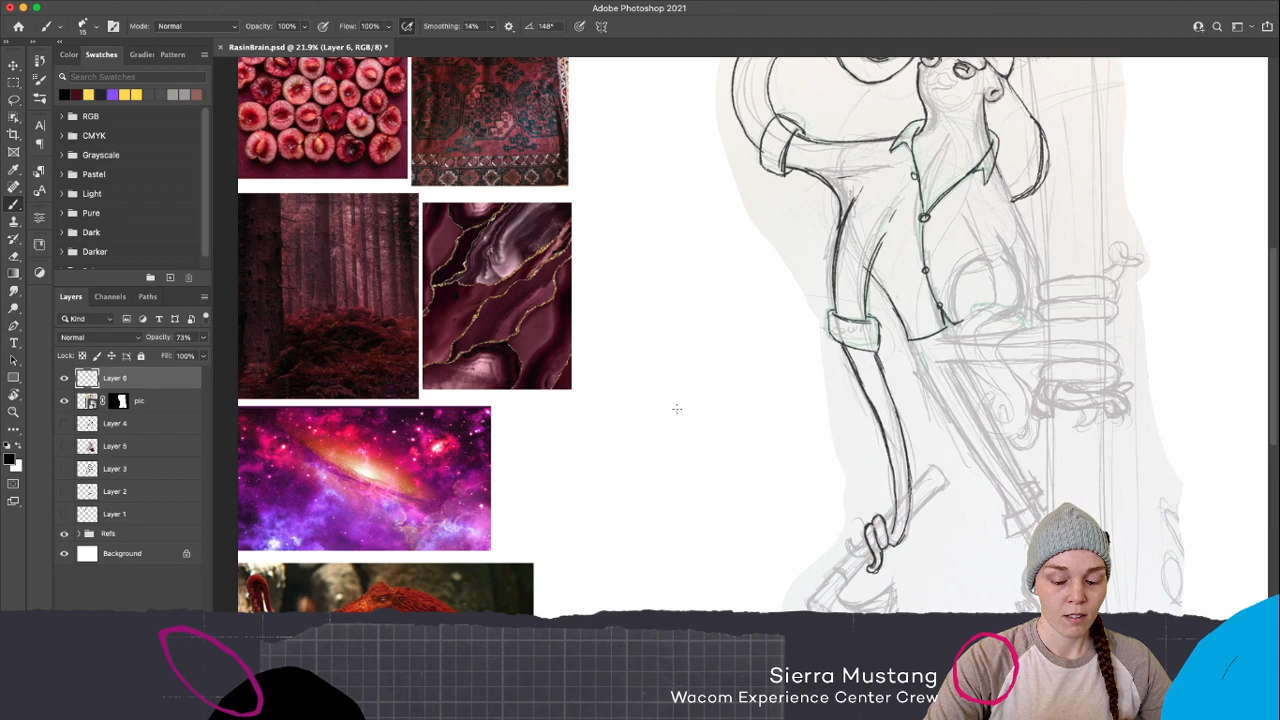 Adobe Photoshop 2021
15 Mode: Normal Opacity: 100% Flow: 100% Smoothing: 14% 148°
RasinBrain.psd @ 21.9% (Layer 6, RGB/8) *
Color Swatches Gradier Pattern
Search Swatches
RGB
CMYK
Grayscale
Pastel
Light
Pure
Dark
Darker
Layers Channels Paths
Kind
Normal Opacity: 73%
Lock: Fill: 100%
Layer 6
pic
Layer 4
Layer 5
Layer 3
Layer 2
Layer 1
Refs
Background
Sierra Mustang
Wacom Experience Center Crew